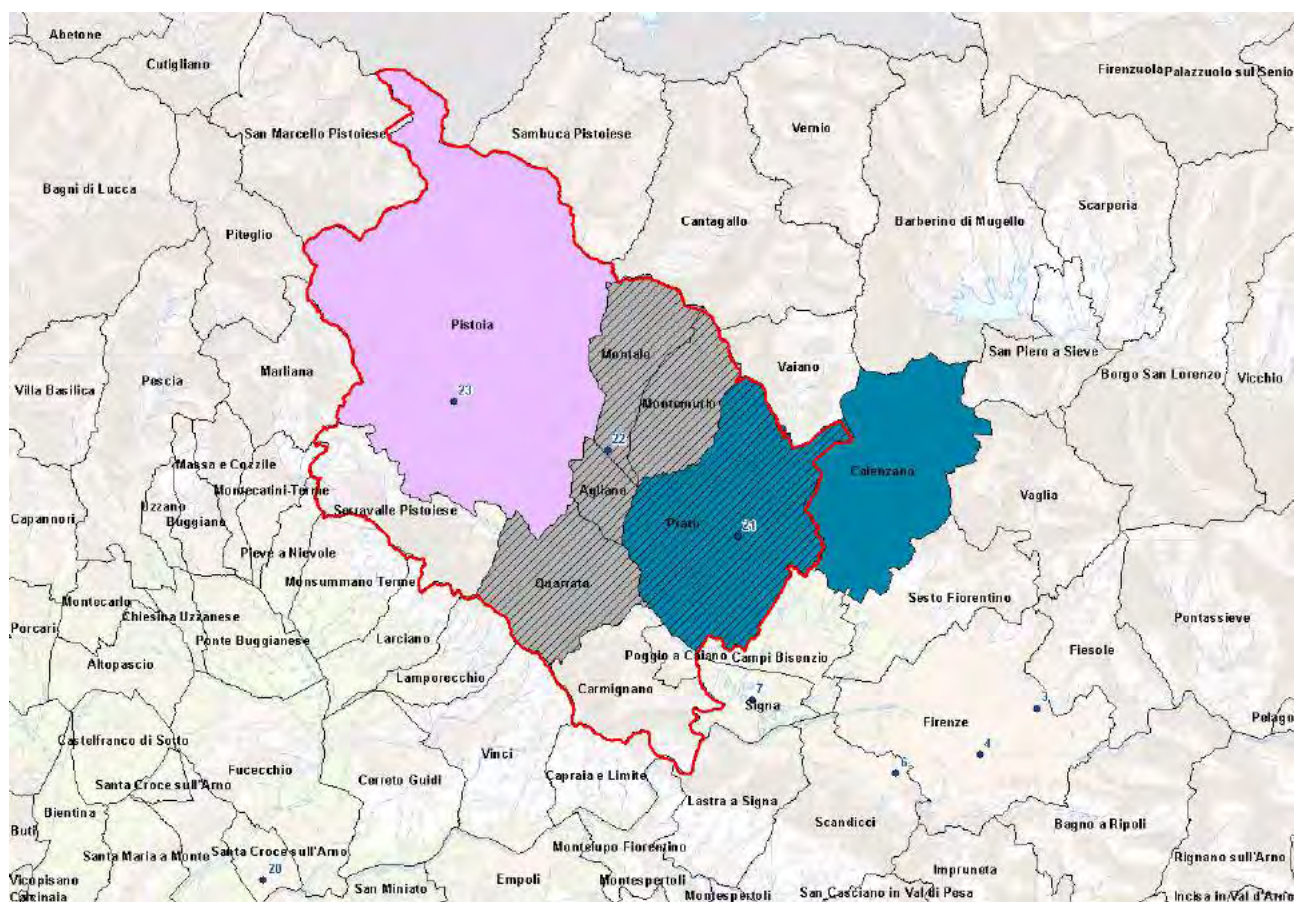 Abetone
Cutigliano
Firenzuola
Palazzuolo sul Senio
San Marcello Pistoiese
Sambuca Pistoiese
Vernio
Bagni di Lucca
Scarperia
Cantagallo
Barberino di Mugello
Piteglio
Pistoia
Montale
San Piero a Sieve
Marliana
Vaiano
Borgo San Lorenzo
Vicchio
Villa Basilica
Pescia
23
Montemurlo
22
Massa e Cozzile
Calenzano
Montecatini-Terme
Agliana
Vaglia
Uzzano
Serravalle Pistoiese
Capannori
Buggiano
Prato
21
Pieve a Nievole
Monsummano Terme
Quarrata
Sesto Fiorentino
Montecarlo
Chiesina Uzzanese
Pontassieve
Porcari
Ponte Buggianese
Larciano
Altopascio
Poggio a Caiano
Campi Bisenzio
Fiesole
Lamporecchio
Carmignano
7
Signa
3
Firenze
Pelago
Castelfranco di Sotto
4
Vinci
6
Fucecchio
Cerreto Guidi
Capraia e Limite
Santa Croce sull'Arno
Lastra a Signa
Bientina
Scandicci
Bagno a Ripoli
Buti
Santa Maria a Monte
Santa Croce sull'Arno
Montelupo Fiorentino
Rignano sull'Arno
20
Impruneta
Vicopisano
Empoli
Montespertoli
San Miniato
San Casciano in Val di Pesa
Calcinaia
Montespertoli
Incisa in Val d'Arno